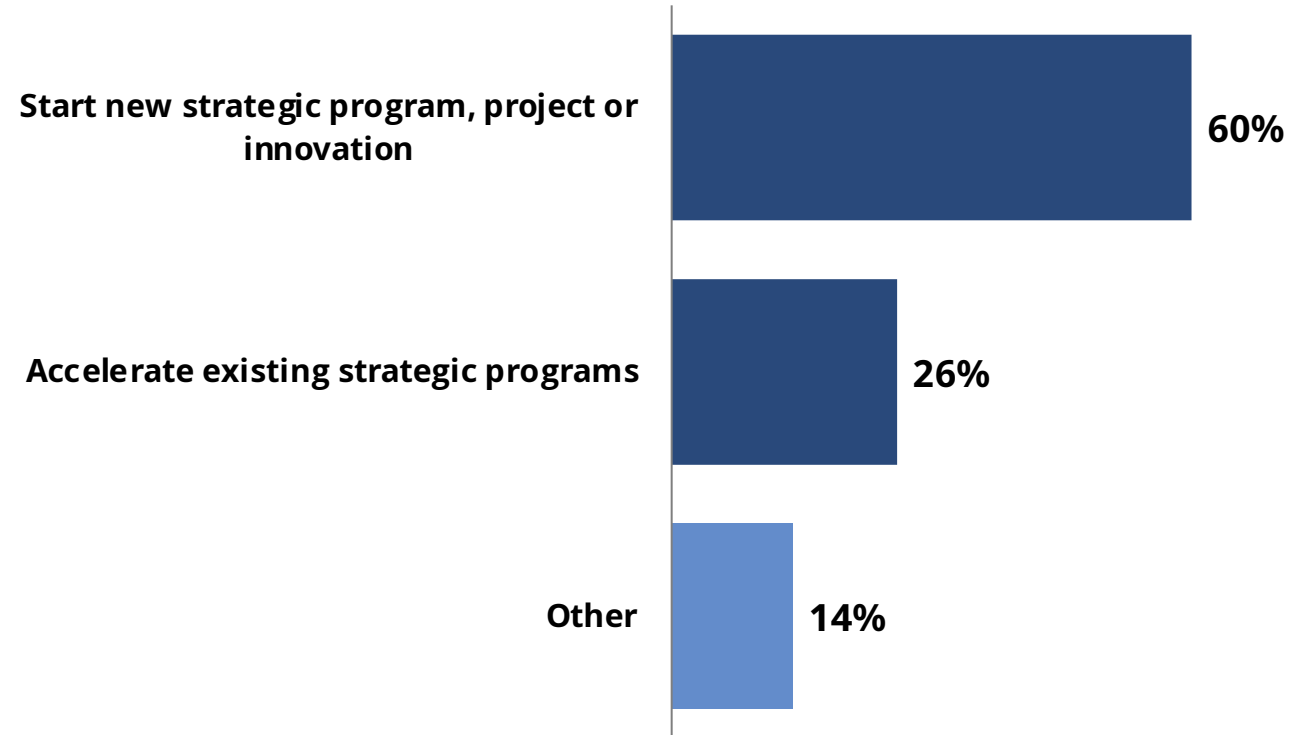 Start new strategic program, project or
innovation
60%
Accelerate existing strategic programs
26%
Other
14%